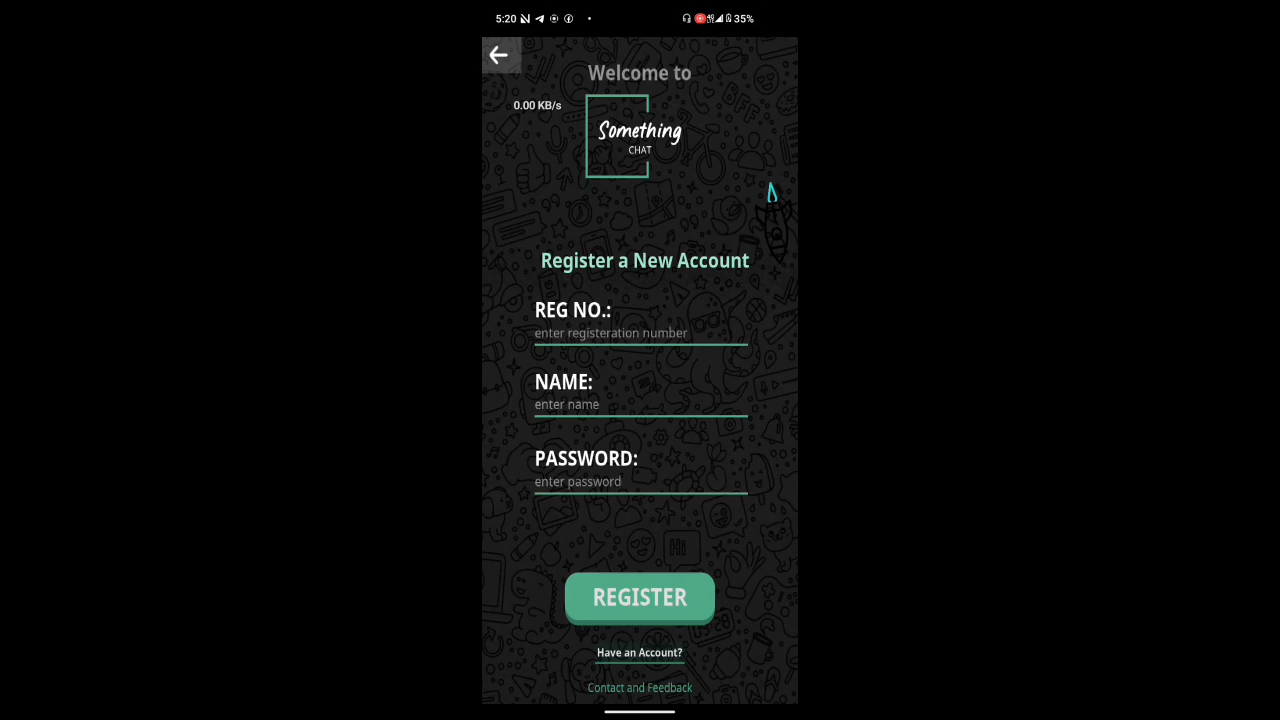 5:20 35%
Welcome to
0.00 KB/s
Something
CHAT
Register a New Account
REG NO.:
enter registeration number
NAME:
enter name
PASSWORD:
enter password
Hi
REGISTER
Have an Account?
Contact and Feedback